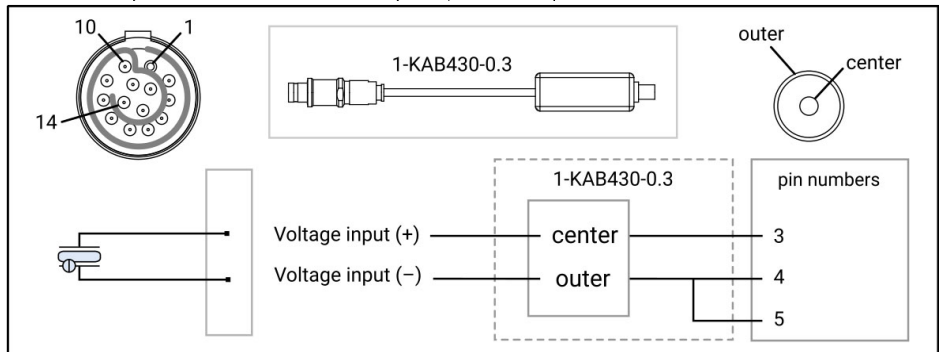 10
1
14
1-KAB430-0.3
outer
center
1-KAB430-0.3
pin numbers
Voltage input (+)
center
3
Voltage input (−)
outer
4
5